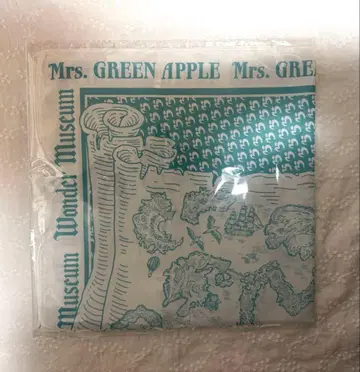 Mrs. GREEN APPLE Mrs. GRE
Museum Wonder Museum